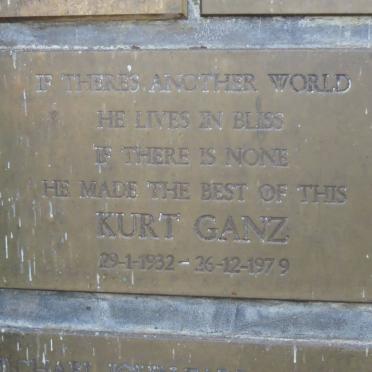 IF THERES ANOTHER WORLD
HE LIVES IN BLISS
IF THERE IS NONE
HE MADE THE BEST OF THIS
KURT GANZ
29-1-1932 - 26-12-1979